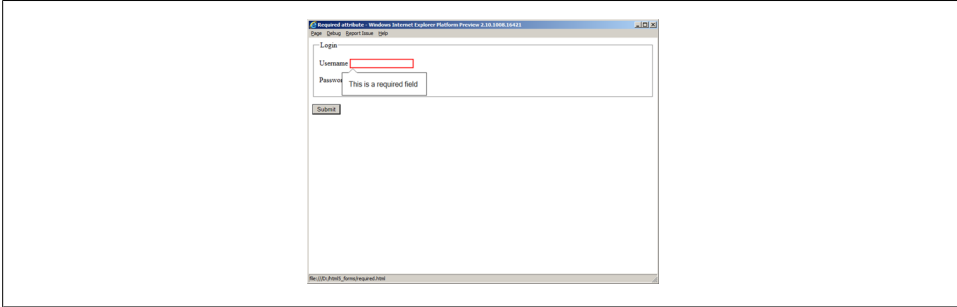 Required attribute - Windows Internet Explorer Platform Preview 2.10.1008.16421
Page Debug Report Issue Help
Login
Username
Passwo
This is a required field
Submit
file:///D:/html5_forms/required.html